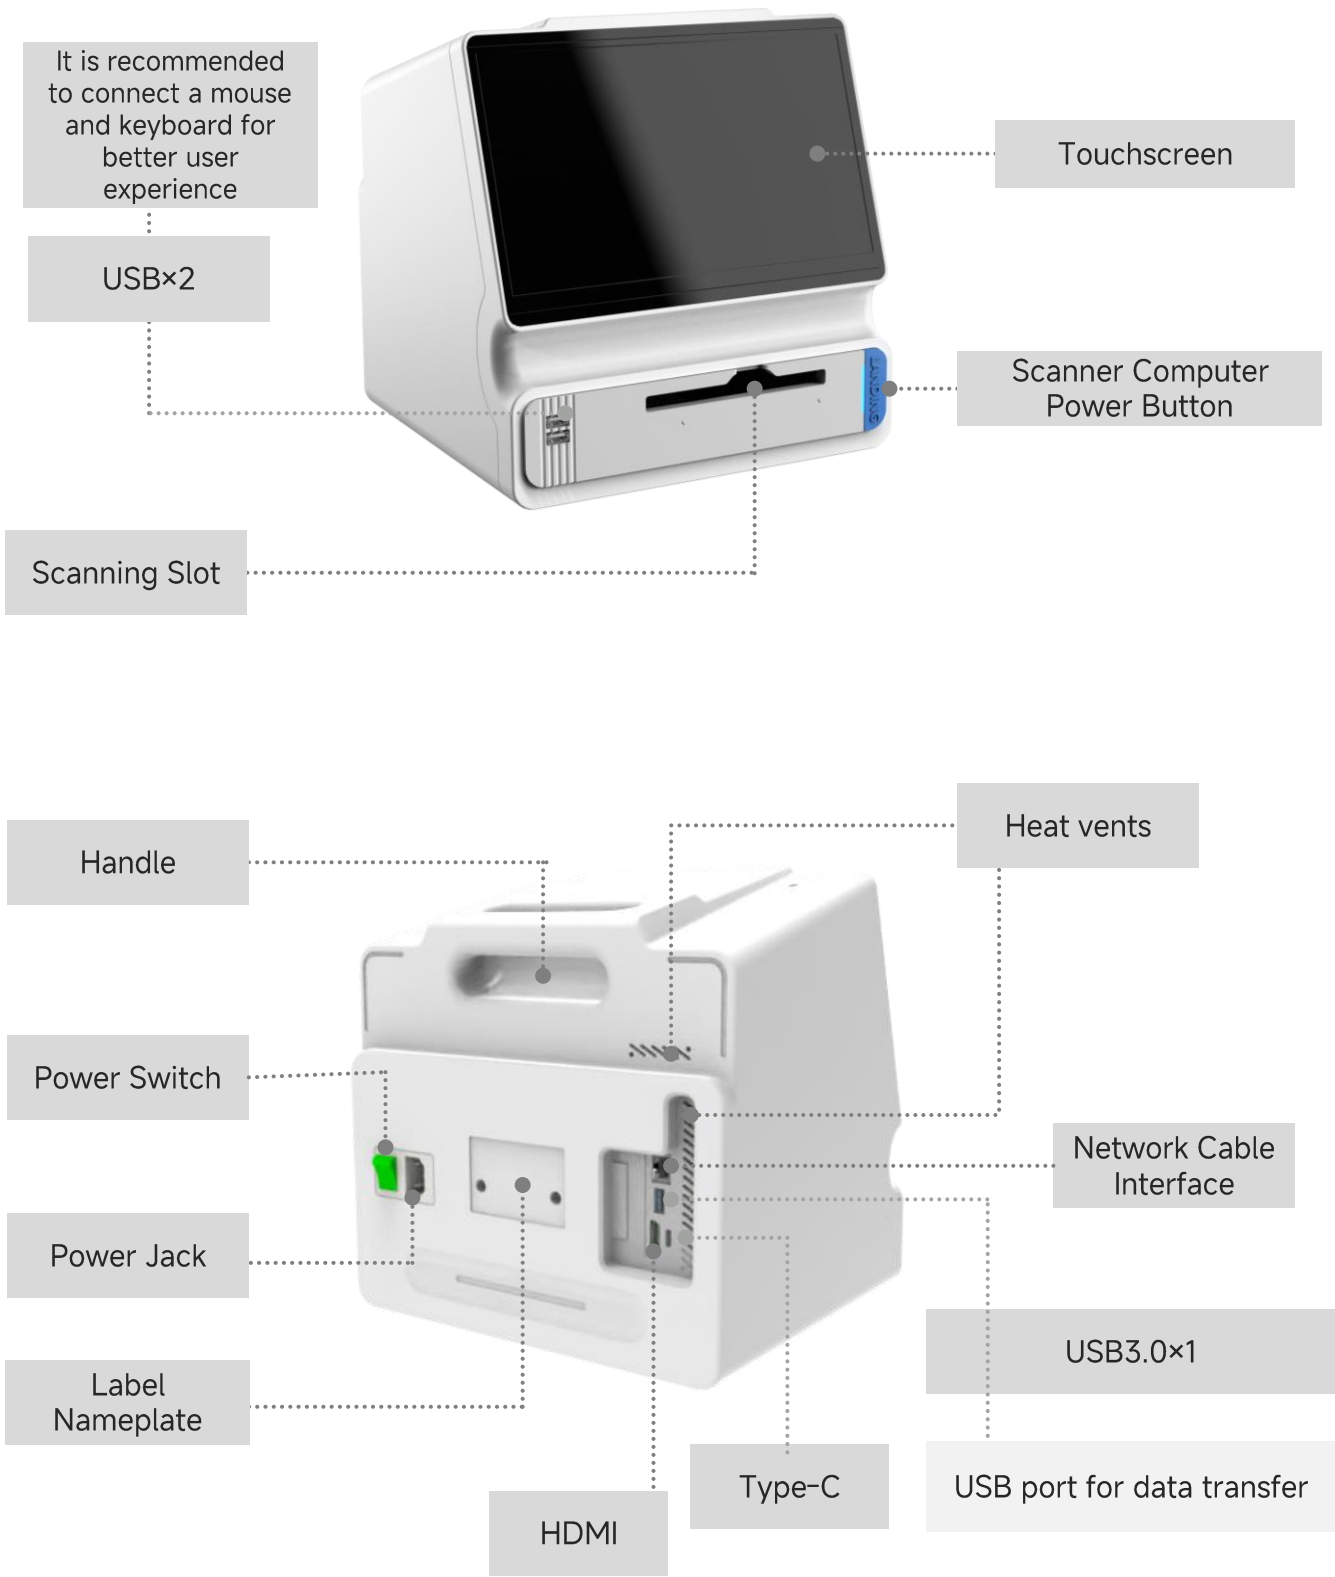 It is recommended
to connect a mouse
and keyboard for
better user
experience
Touchscreen
USB×2
Scanner Computer
Power Button
LANDING
Scanning Slot
Heat vents
Handle
Power Switch
Network Cable
Interface
Power Jack
USB3.0×1
Label
Nameplate
Type-C
USB port for data transfer
HDMI